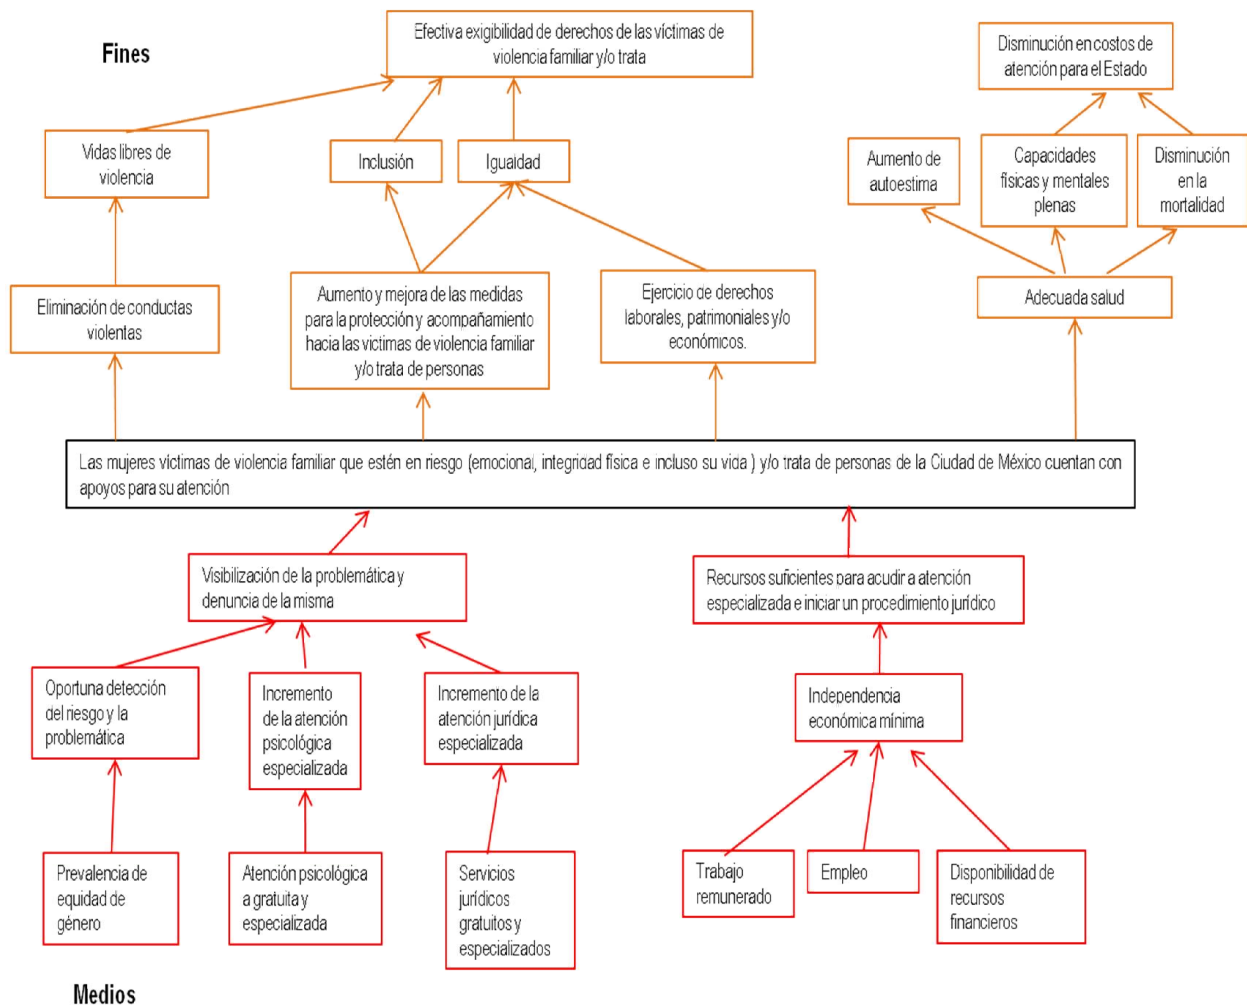 Fines
Efectiva exigibilidad de derechos de las víctimas de
violencia familiar y/o trata
Disminución en costos de
atención para el Estado
Vidas libres de
violencia
Inclusión
Igualdad
Aumento de
autoestima
Capacidades
físicas y mentales
plenas
Disminución
en la
mortalidad
Eliminación de conductas
violentas
Aumento y mejora de las medidas
para la protección y acompañamiento
hacia las victimas de violencia familiar
y/o trata de personas
Ejercicio de derechos
laborales, patrimoniales y/o
económicos.
Adecuada salud
Las mujeres víctimas de violencia familiar que estén en riesgo (emocional, integridad física e incluso su vida ) y/o trata de personas de la Ciudad de México cuentan con
apoyos para su atención
Visibilización de la problemática y
denuncia de la misma
Recursos suficientes para acudir a atención
especializada e iniciar un procedimiento jurídico
Oportuna detección
del riesgo y la
problemática
Incremento
de la atención
psicológica
especializada
Incremento de la
atención jurídica
especializada
Independencia
económica mínima
Prevalencia de
equidad de
género
Atención psicológica
a gratuita y
especializada
Servicios
jurídicos
gratuitos y
especializados
Trabajo
remunerado
Empleo
Disponibilidad de
recursos
financieros
Medios